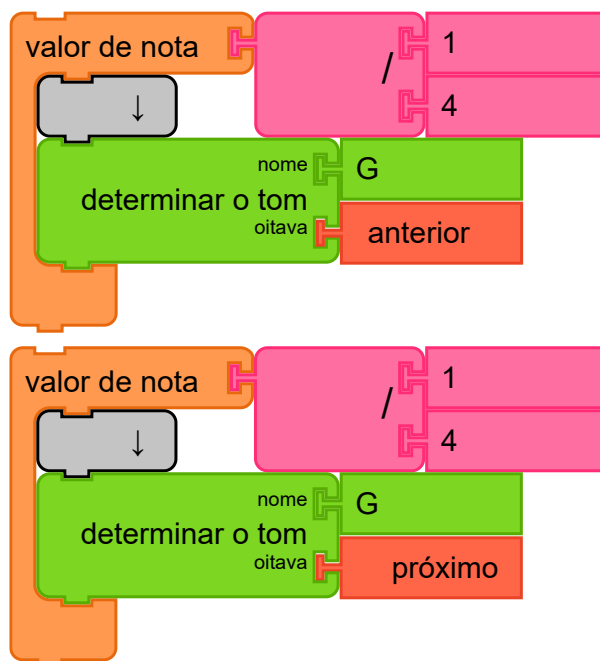 valor de nota / 1
4
↓
nome G
determinar o tom
oitava anterior
valor de nota / 1
4
↓
nome G
determinar o tom
oitava próximo